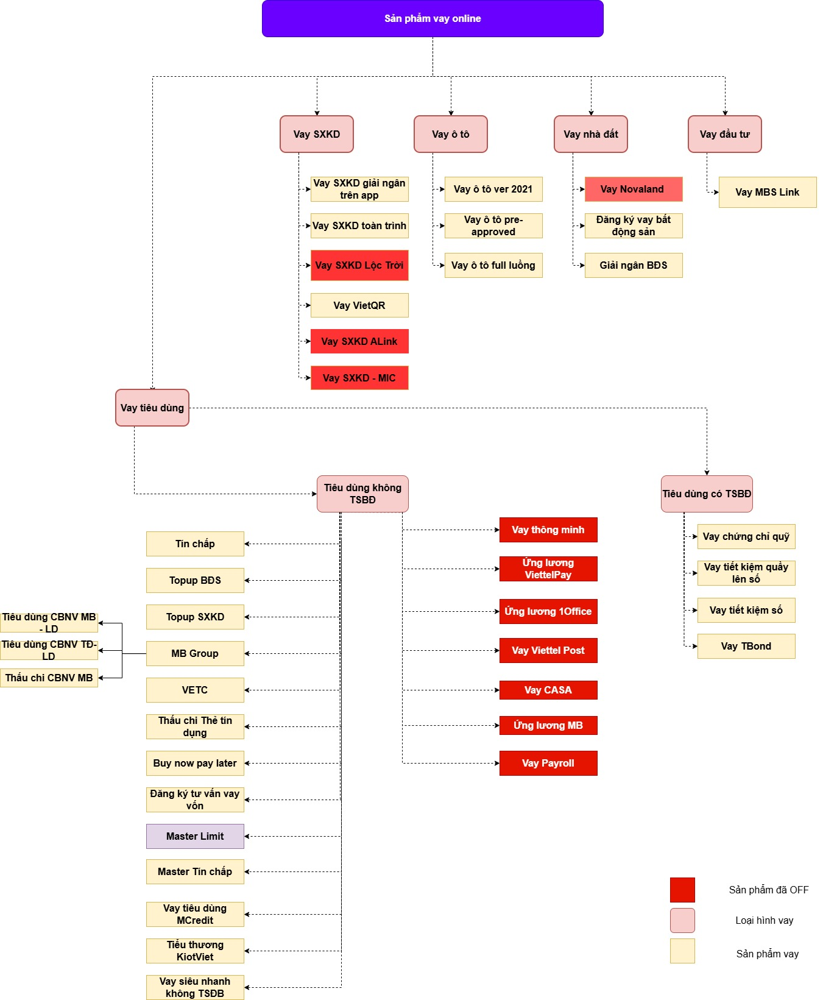 Sản phẩm vay online
Vay SXKD
Vay ô tô
Vay nhà đất
Vay đầu tư
Vay SXKD giải ngân
trên app
Vay SXKD toàn trình
Vay SXKD Lộc Trời
Vay VietQR
Vay SXKD ALink
Vay SXKD - MIC
Vay ô tô ver 2021
Vay ô tô pre-
approved
Vay ô tô full luồng
Vay Novaland
Đăng ký vay bất
động sản
Giải ngân BĐS
Vay MBS Link
Vay tiêu dùng
Tiêu dùng không
TSBĐ
Tiêu dùng có TSBĐ
Tín chấp
Topup BĐS
Topup SXKD
MB Group
Tiêu dùng CBNV MB
- LD
Tiêu dùng CBNV TĐ-
LD
Thấu chi CBNV MB
VETC
Thấu chi Thẻ tín
dụng
Buy now pay later
Đăng ký tư vấn vay
vốn
Master Limit
Master Tín chấp
Vay tiêu dùng
MCredit
Tiểu thương
KiotViet
Vay siêu nhanh
không TSĐB
Vay thông minh
Ứng lương
ViettelPay
Ứng lương 1Office
Vay Viettel Post
Vay CASA
Ứng lương MB
Vay Payroll
Vay chứng chỉ quỹ
Vay tiết kiệm quầy
lên số
Vay tiết kiệm số
Vay TBond
Sản phẩm đã OFF
Loại hình vay
Sản phẩm vay